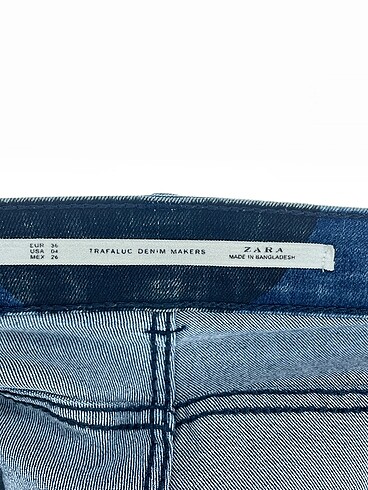 EUR 36
USA 04
MEX 26
TRAFALUC DENIM MAKERS
ZARA
MADE IN BANGLADESH